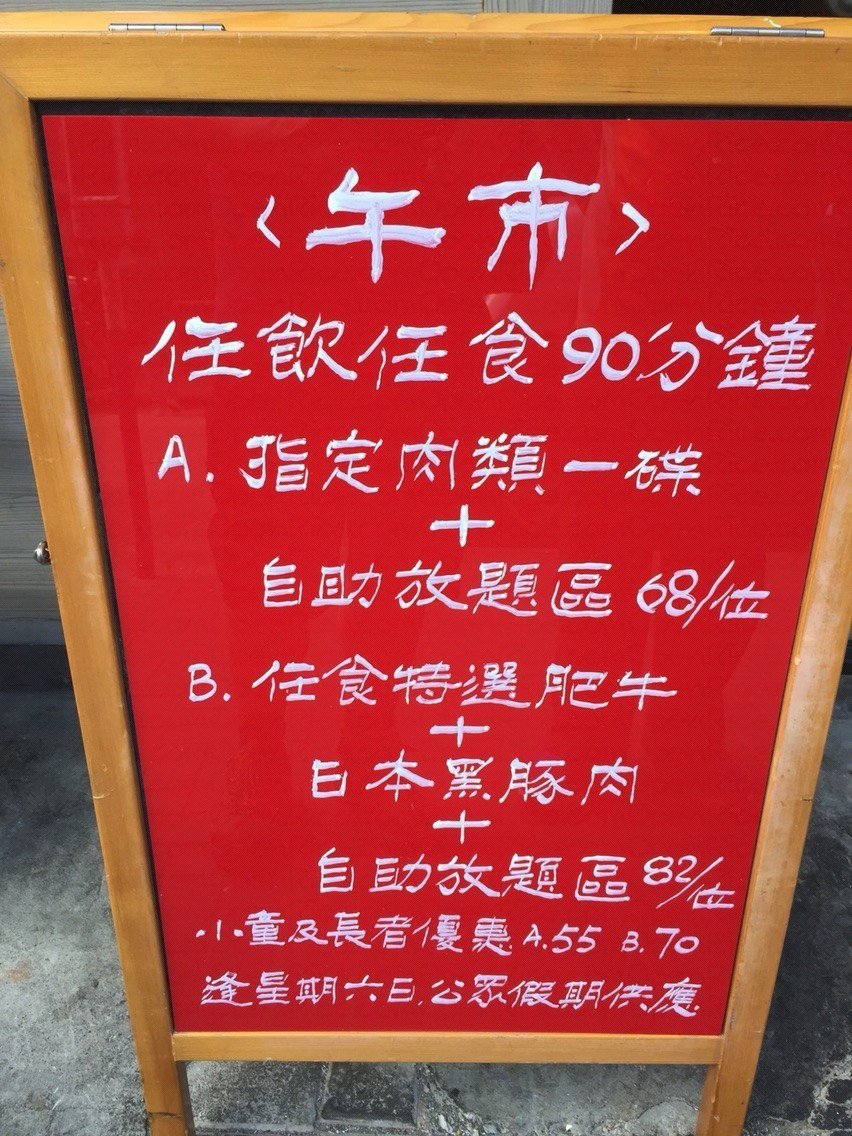 〈午市〉
任飲任食90分鐘
A. 指定肉類一碟
+
自助放題區 68/位
B. 任食特選肥牛
+
日本黑豚肉
+
自助放題區 82/位
小童及長者優惠 A.55 B.70
逢星期六日,公眾假期供應